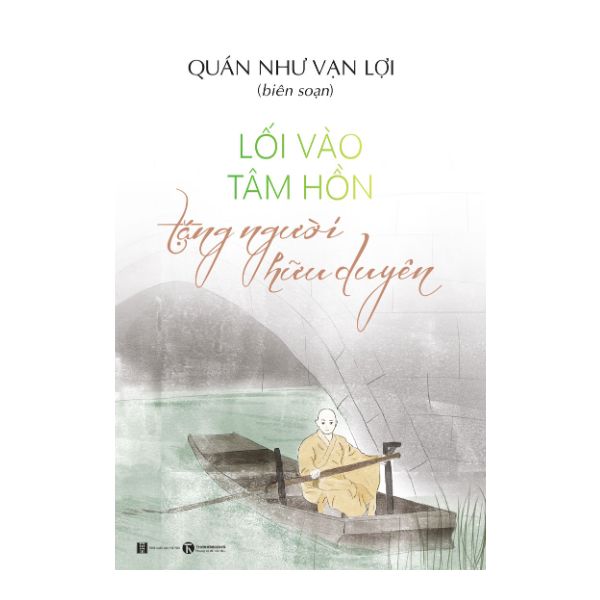 QUÁN NHƯ VẠN LỢI
(biên soạn)
LỐI VÀO
TÂM HỒN
tặng người
hữu duyên